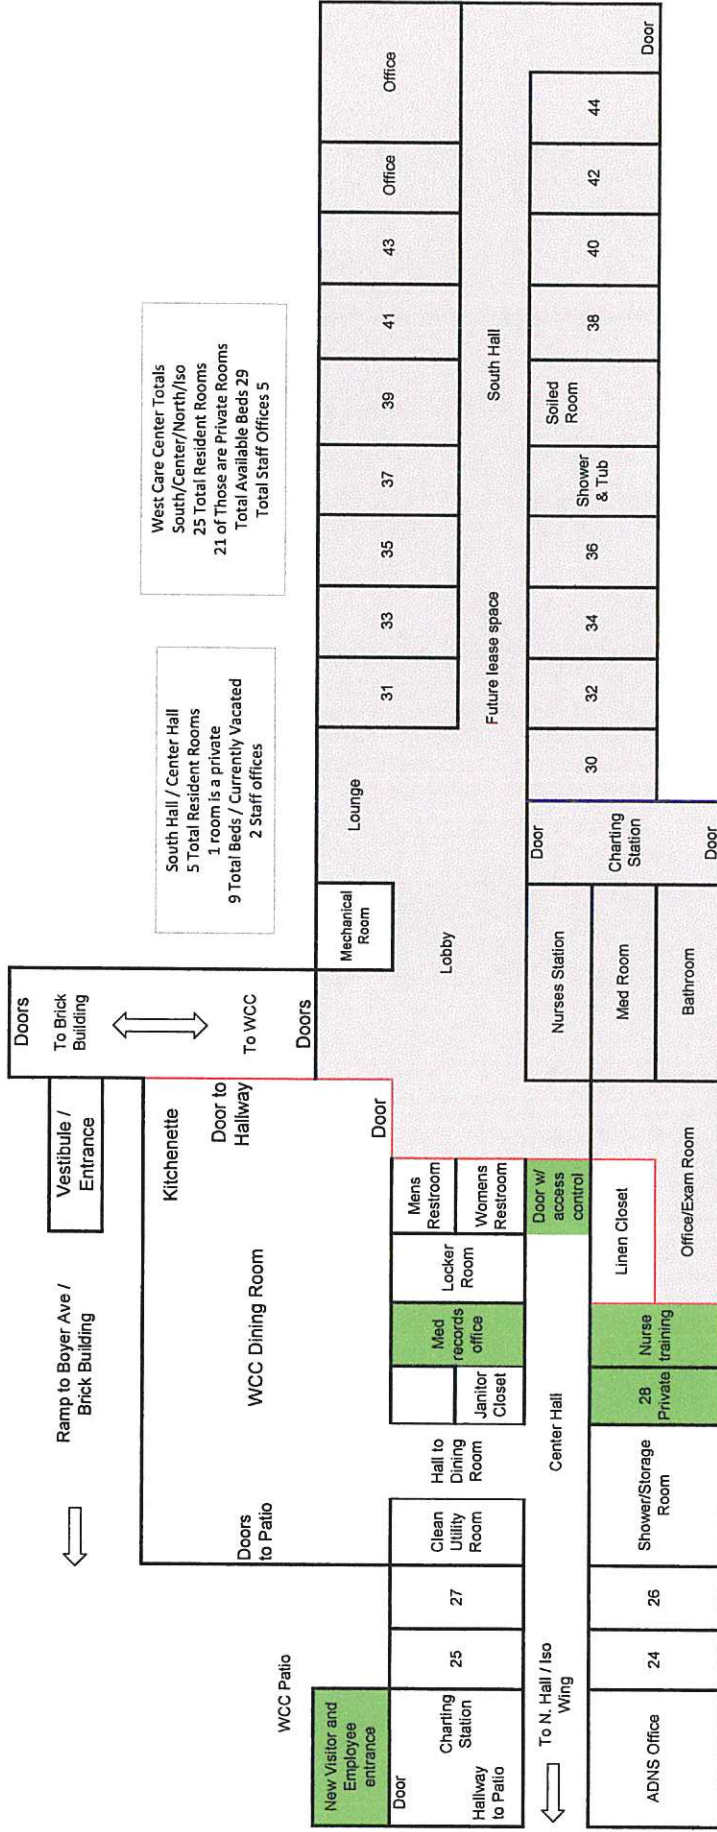 Doors
To Brick
Building
To WCC
Doors
Vestibule /
Entrance
Ramp to Boyer Ave /
Brick Building
South Hall / Center Hall
5 Total Resident Rooms
1 room is a private
9 Total Beds / Currently Vacated
2 Staff offices
West Care Center Totals
South/Center/North/Iso
25 Total Resident Rooms
21 of Those are Private Rooms
Total Available Beds 29
Total Staff Offices 5
Doors
to Patio
WCC Dining Room
Kitchenette
Door to
Hallway
Door
WCC Patio
New Visitor and
Employee
entrance
Door
Charting
Station
Hallway
to Patio
25
27
Clean
Utility
Room
Hall to
Dining
Room
Janitor
Closet
Med
records
office
Locker
Room
Mens
Restroom
Womens
Restroom
Mechanical
Room
Lounge
Lobby
31
33
35
37
39
41
43
Office
Office
To N. Hall / Iso
Wing
Center Hall
Door w/
access
control
Future lease space
South Hall
Door
ADNS Office
24
26
Shower/Storage
Room
28
Private
Nurse
training
Linen Closet
Office/Exam Room
Nurses Station
Med Room
Bathroom
Door
Charting
Station
Door
30
32
34
36
Shower
& Tub
Soiled
Room
38
40
42
44